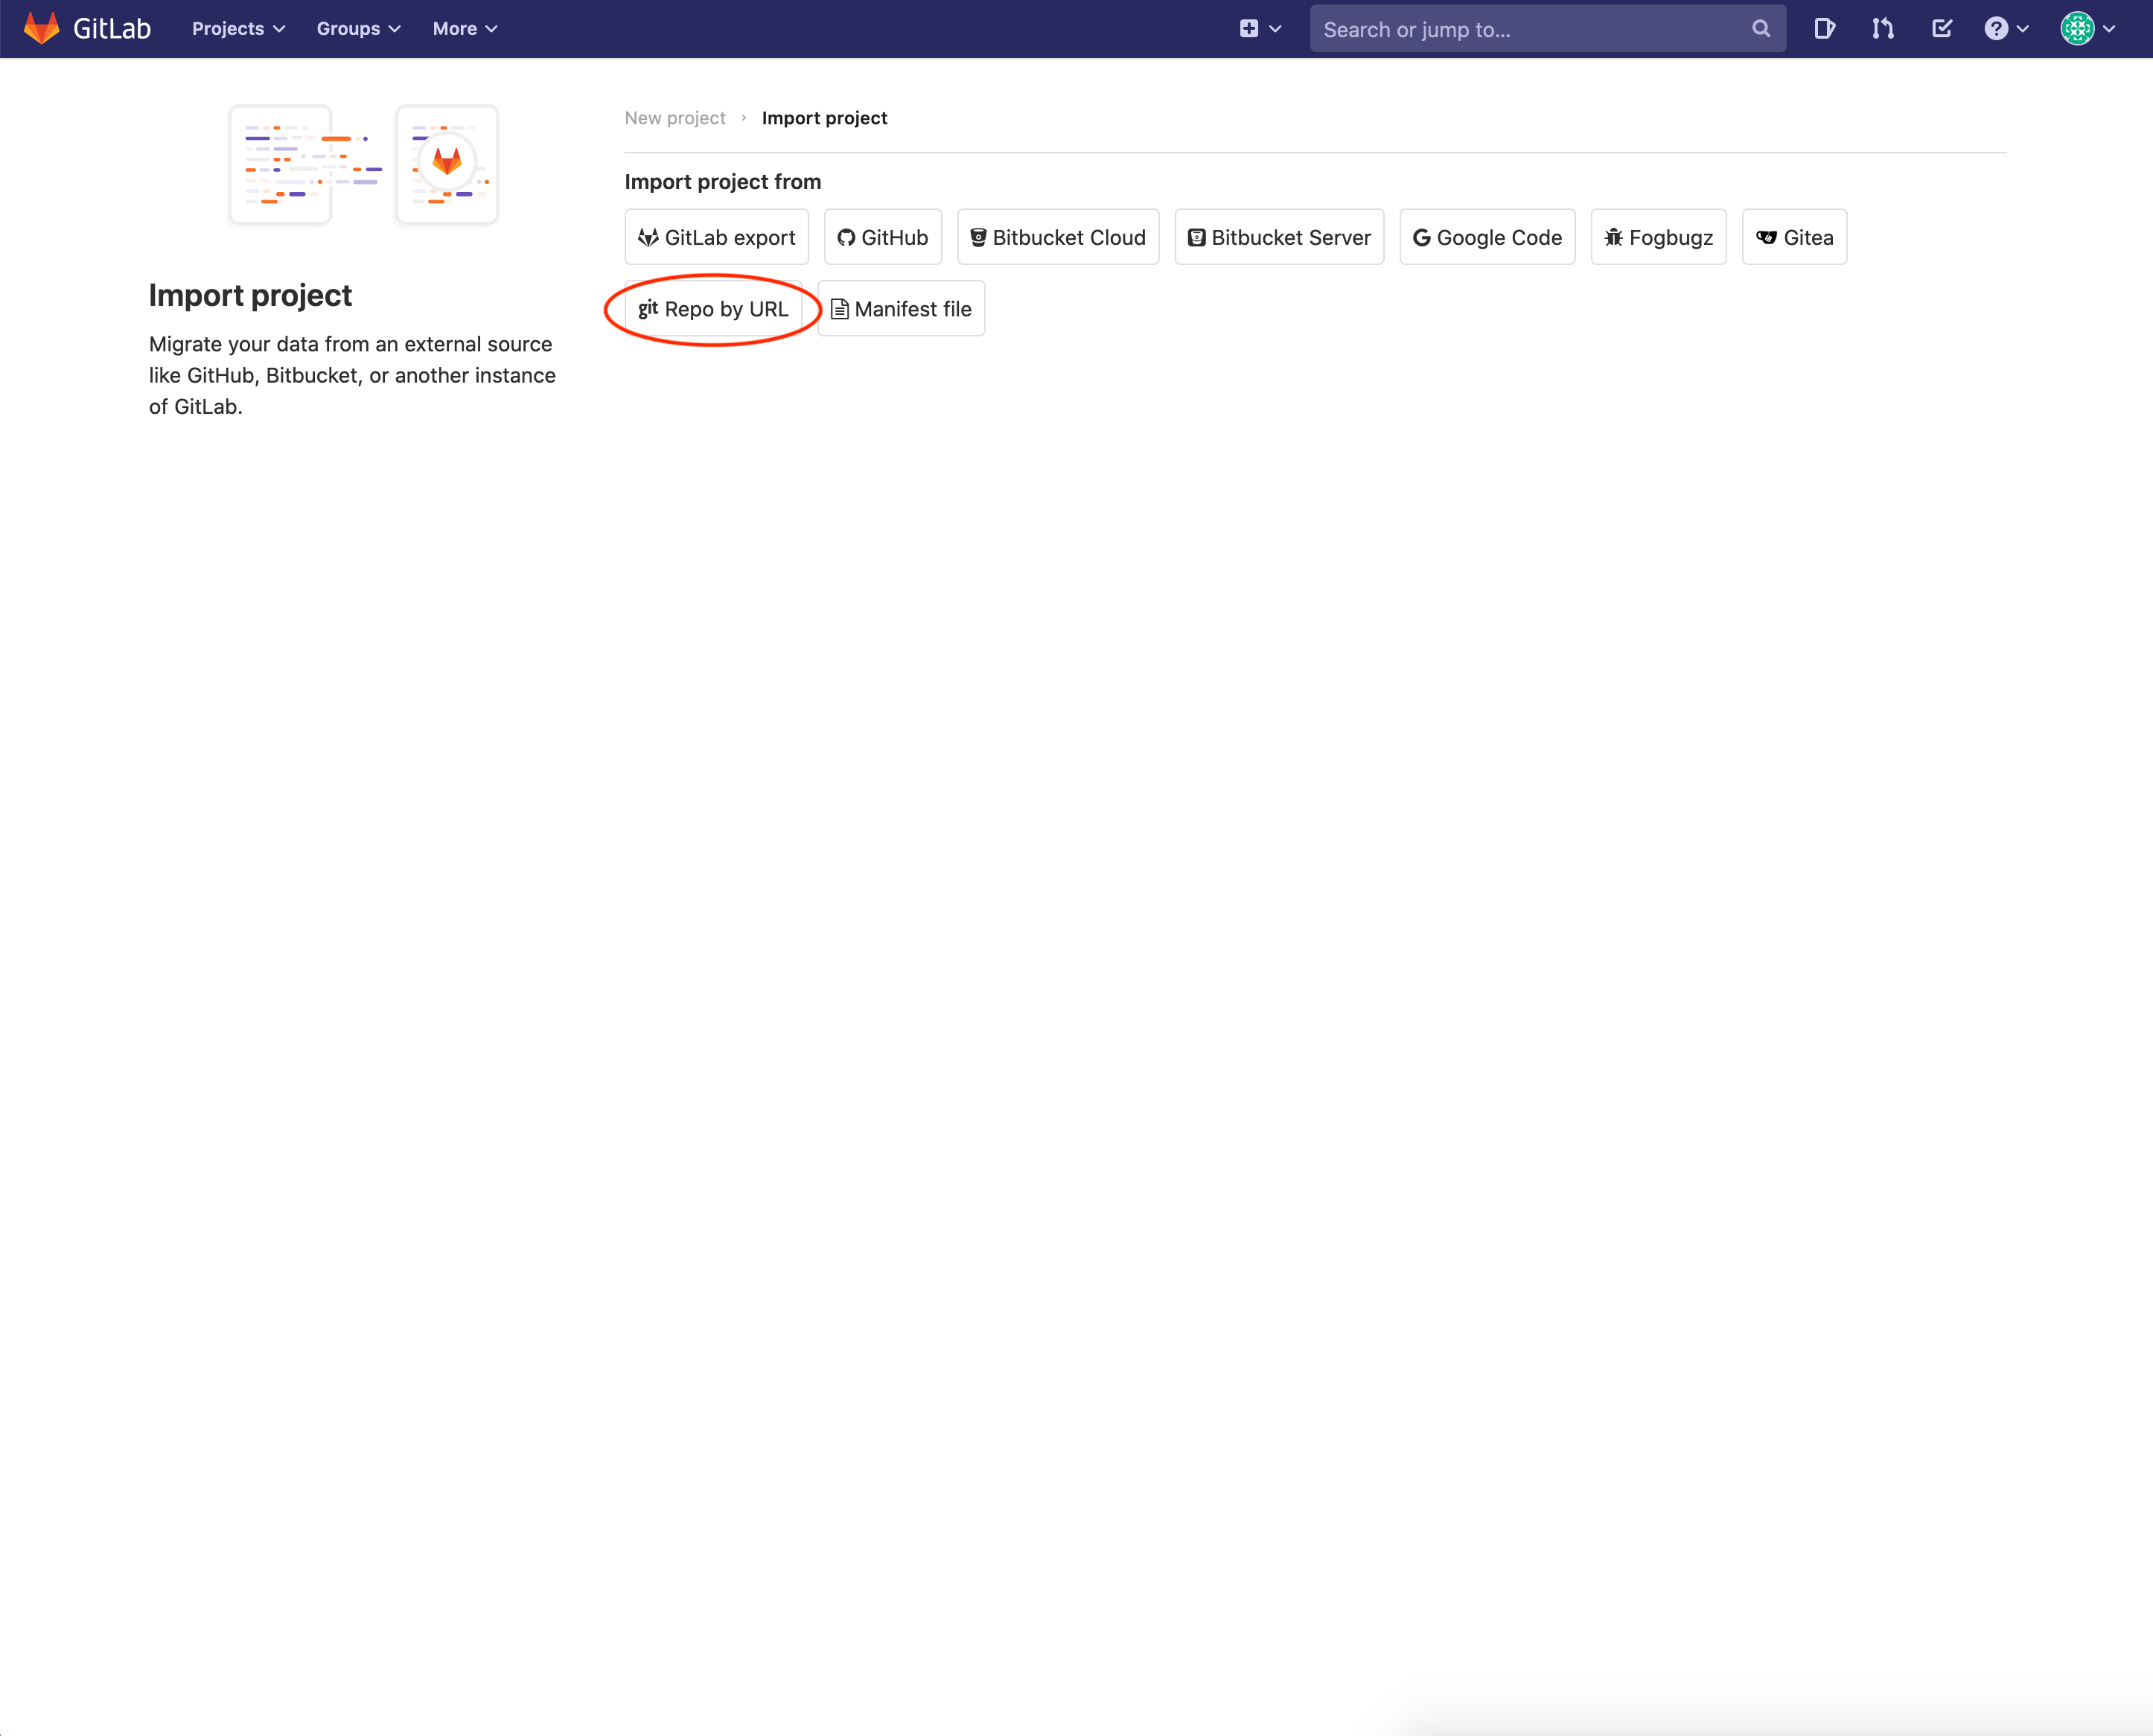 GitLab Projects Groups More Search or jump to...
New project › Import project
Import project from
GitLab export GitHub Bitbucket Cloud Bitbucket Server Google Code Fogbugz Gitea
git Repo by URL Manifest file
Import project
Migrate your data from an external source
like GitHub, Bitbucket, or another instance
of GitLab.